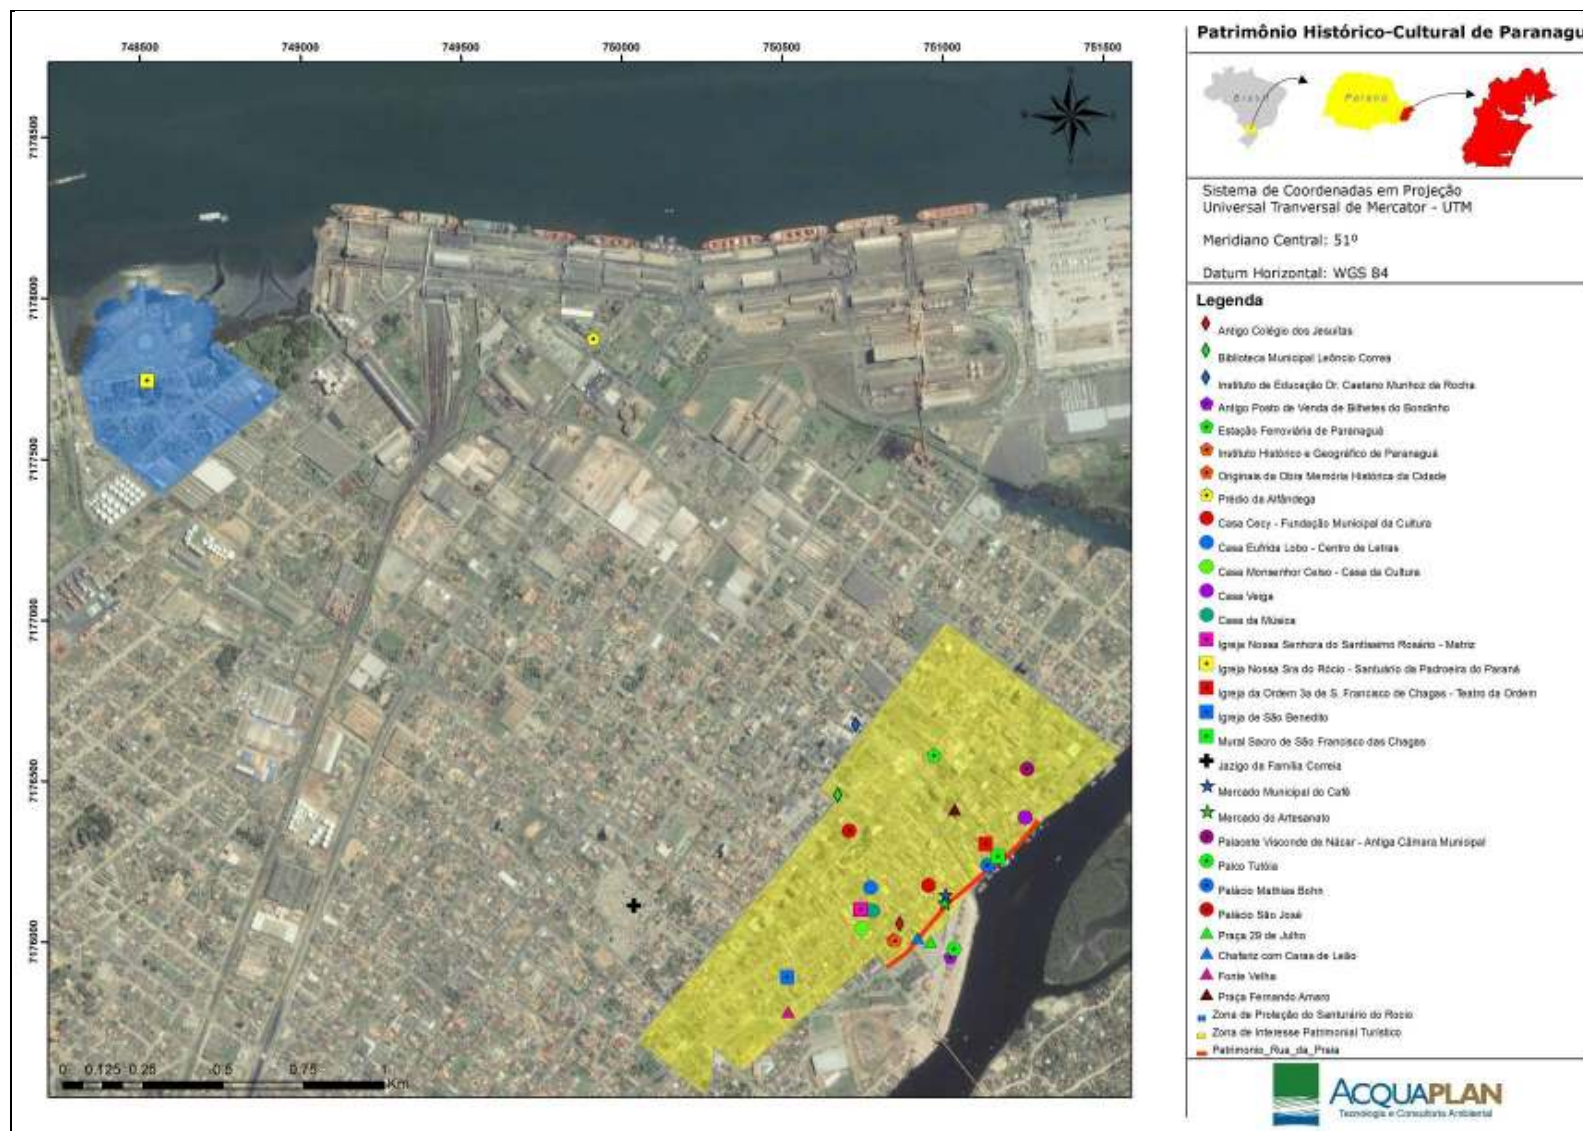 Patrimônio Histórico-Cultural de Paranagu
748500 749000 749500 750000 750500 751000 751500
7178500
7178000
7177500
7177000
7176500
7176000
Brasil
Paraná
Sistema de Coordenadas em Projeção
Universal Tranversal de Mercator - UTM
Meridiano Central: 51º
Datum Horizontal: WGS 84
Legenda
Antigo Colégio dos Jesuítas
Biblioteca Municipal Leôncio Correa
Instituto de Educação Dr. Caetano Munhoz da Rocha
Antigo Posto de Venda de Bilhetes do Bondinho
Estação Ferroviária de Paranaguá
Instituto Histórico e Geográfico de Paranaguá
Originais da Obra Memória Histórica da Cidade
Prédio da Alfândega
Casa Cecy - Fundação Municipal da Cultura
Casa Eufrida Lobo - Centro de Letras
Casa Monsenhor Celso - Casa da Cultura
Casa Veiga
Casa da Música
Igreja Nossa Senhora do Santíssimo Rosário - Matriz
Igreja Nossa Sra do Rócio - Santuário da Padroeira do Paraná
Igreja da Ordem 3a de S. Francisco de Chagas - Teatro da Ordem
Igreja de São Benedito
Mural Sacro de São Francisco das Chagas
Jazigo da Família Correia
Mercado Municipal do Café
Mercado do Artesanato
Palacete Visconde de Nácar - Antiga Câmara Municipal
Palco Tutóia
Palácio Mathias Bohn
Palácio São José
Praça 29 de Julho
Chafariz com Caras de Leão
Fonte Velha
Praça Fernando Amaro
Zona de Proteção do Santurário do Rocio
Zona de Interesse Patrimonial Turístico
Patrimonio_Rua_da_Praia
0 0.125 0.25 0.5 0.75 1
Km
ACQUAPLAN
Tecnologia e Consultoria Ambiental